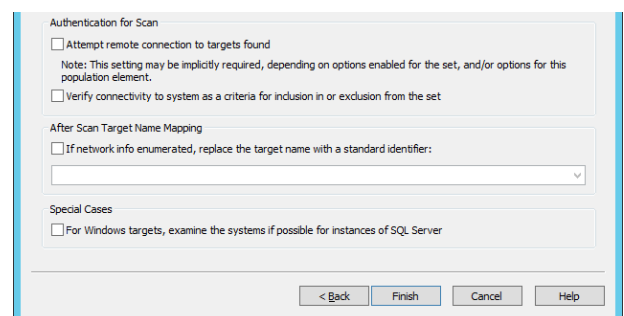 Authentication for Scan
Attempt remote connection to targets found
Note: This setting may be implicitly required, depending on options enabled for the set, and/or options for this
population element.
Verify connectivity to system as a criteria for inclusion in or exclusion from the set
After Scan Target Name Mapping
If network info enumerated, replace the target name with a standard identifier:
Special Cases
For Windows targets, examine the systems if possible for instances of SQL Server
< Back Finish Cancel Help